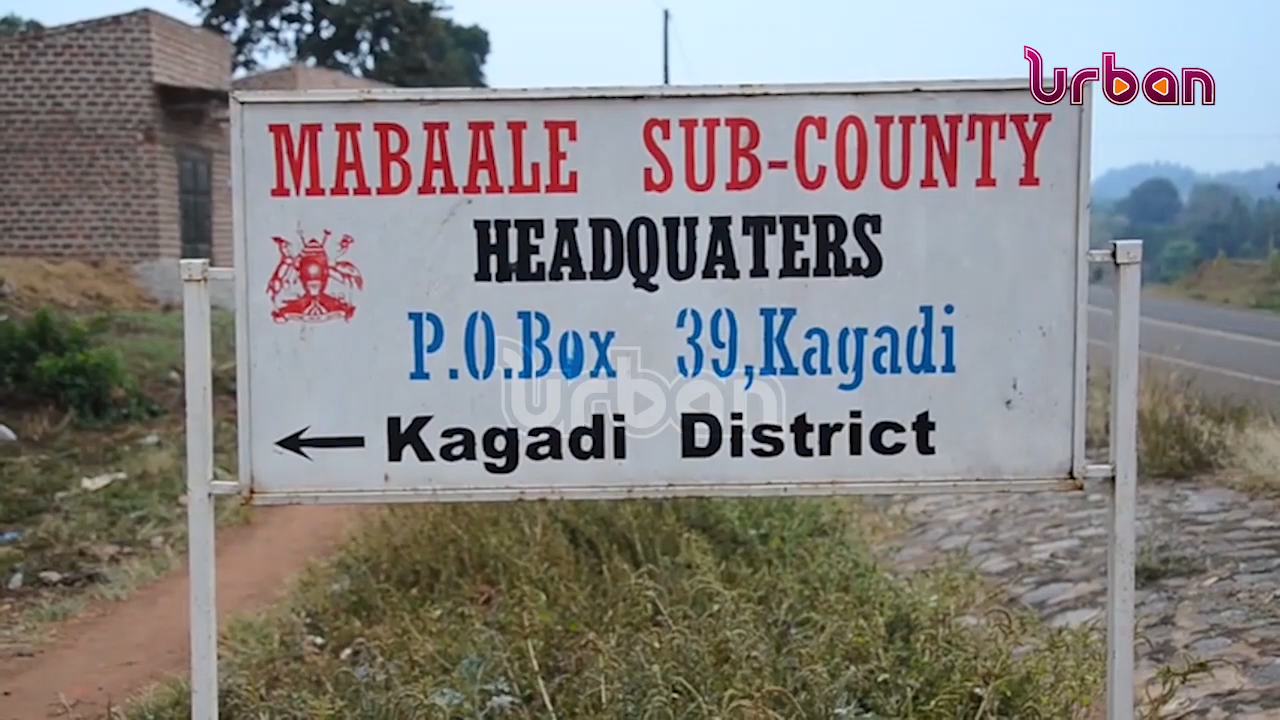 Urban
MABAALE SUB-COUNTY
HEADQUATERS
P.O.Box 39,Kagadi
Urban
Kagadi District